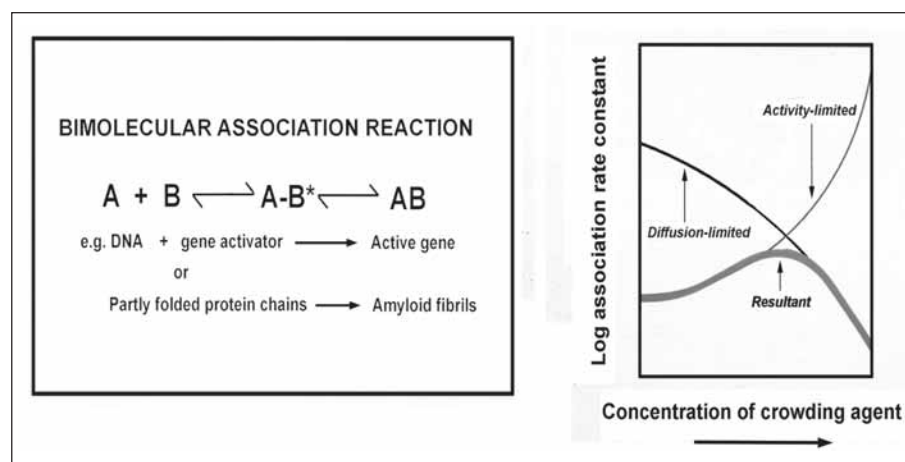 BIMOLECULAR ASSOCIATION REACTION
A + B ⇌ A-B* ⇌ AB
e.g. DNA + gene activator → Active gene
or
Partly folded protein chains → Amyloid fibrils
Log association rate constant
Activity-limited
Diffusion-limited
Resultant
Concentration of crowding agent